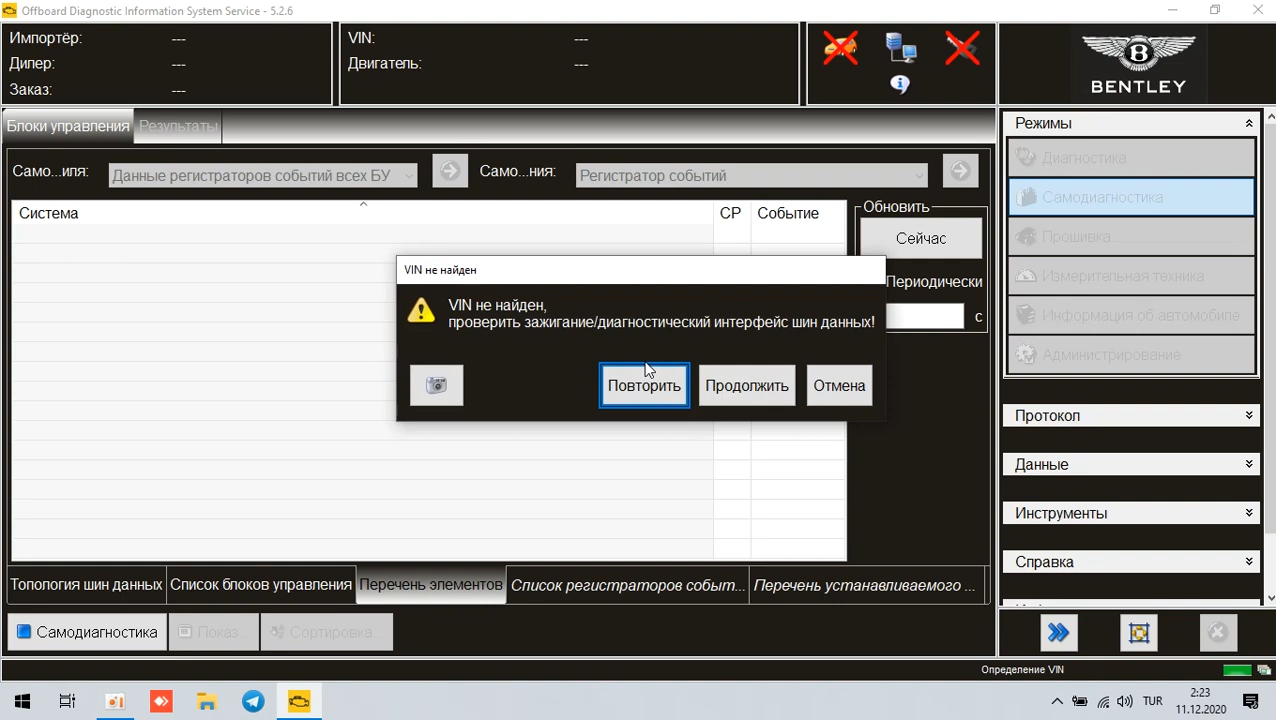 Offboard Diagnostic Information System Service - 5.2.6
Импортёр: ---
Дилер: ---
Заказ: ---
VIN: ---
Двигатель: ---
B
BENTLEY
Блоки управления
Результаты
Само...иля:
Данные регистраторов событий всех БУ
Само...ния:
Регистратор событий
Система
СР
Событие
Обновить
Сейчас
Периодически
с
VIN не найден
VIN не найден,
проверить зажигание/диагностический интерфейс шин данных!
Повторить
Продолжить
Отмена
Режимы
Диагностика
Самодиагностика
Прошивка
Измерительная техника
Информация об автомобиле
Администрирование
Протокол
Данные
Инструменты
Справка
Топология шин данных
Список блоков управления
Перечень элементов
Список регистраторов событ...
Перечень устанавливаемого ...
Самодиагностика
Показ...
Сортировка...
Определение VIN
TUR
2:23
11.12.2020